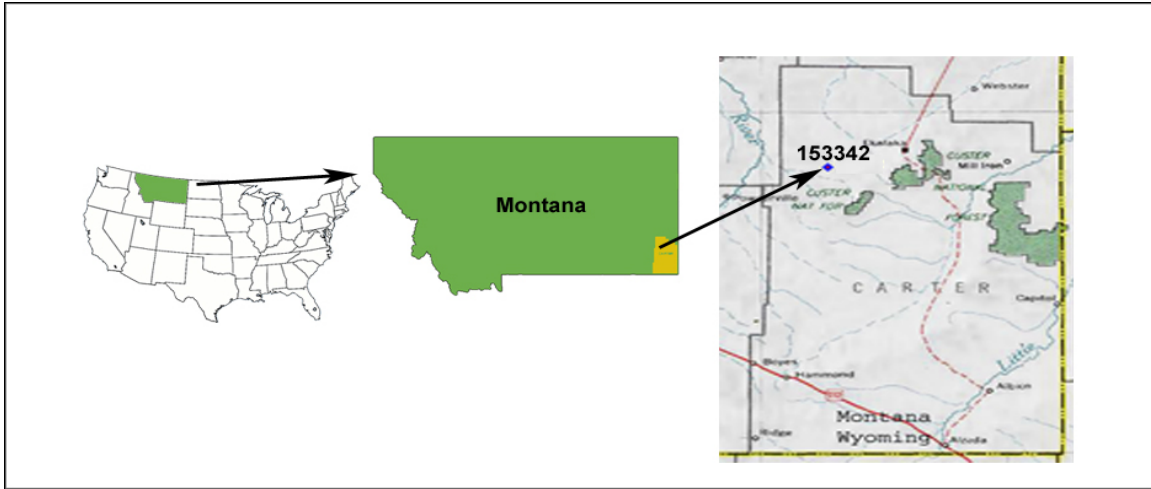 Montana
Webster
River
Ekalaka
153342
CUSTER
Mill Iron
CUSTER
NATIONAL
NAT FOR
FOREST
CARTER
Capitol
Little
Boyes
Hammond
Albion
Montana
Wyoming
Ridge
Alzada